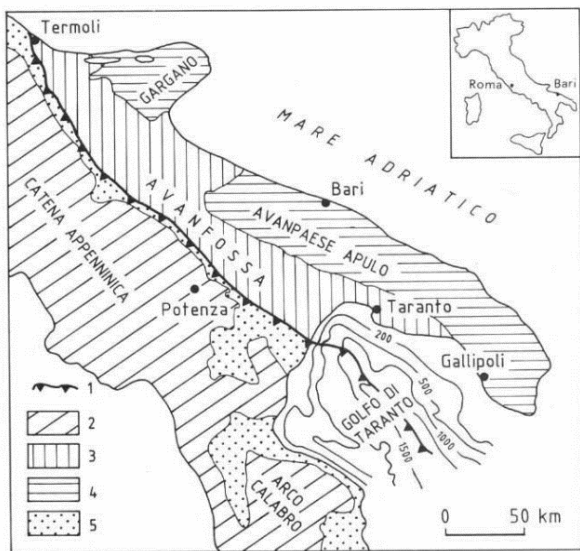 Termoli
GARGANO
Roma
Bari
MARE ADRIATICO
Bari
CATENA APPENNINICA
AVANFOSSA
AVANPAESE APULO
Potenza
Taranto
Gallipoli
200
500
1000
1500
GOLFO DI
TARANTO
ARCO
CALABRO
1
2
3
4
5
0 50 km